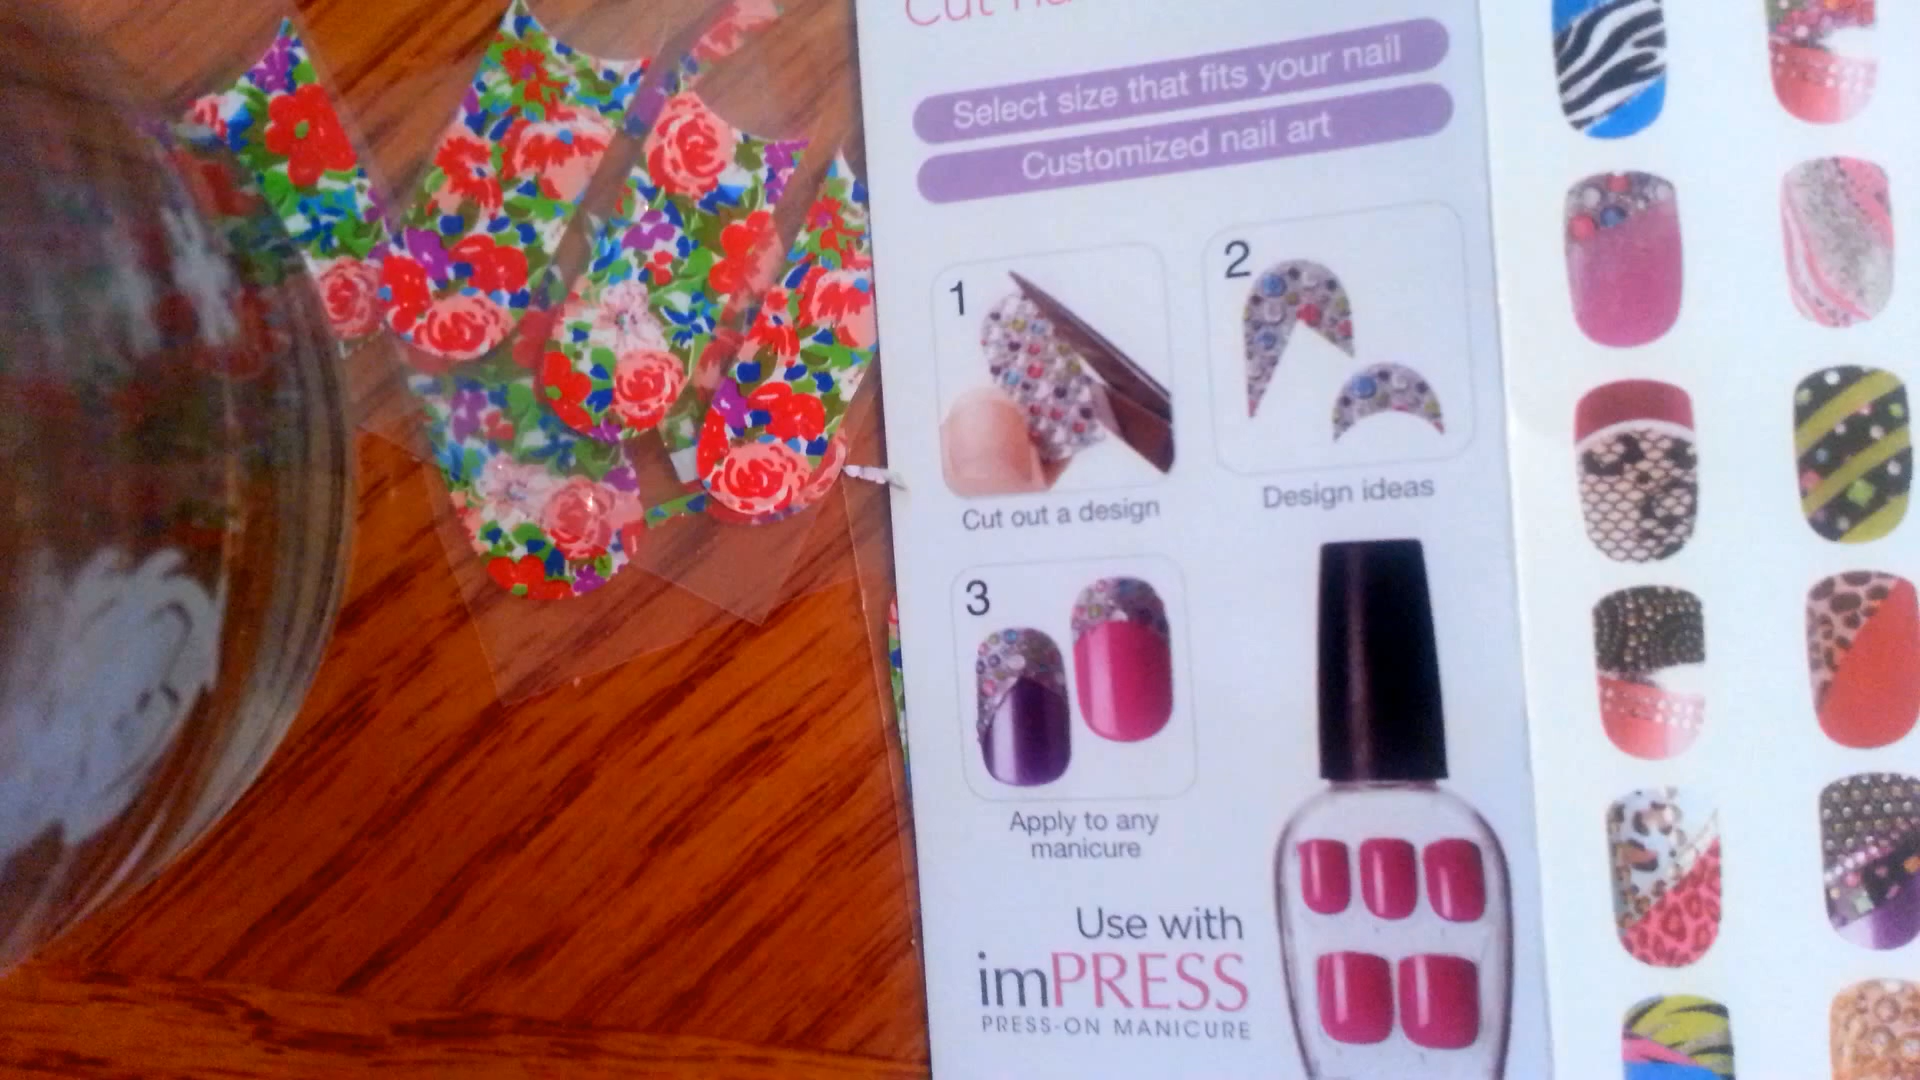 Cut
Select size that fits your nail
Customized nail art
1
2
Cut out a design
Design ideas
3
Apply to any
manicure
Use with
imPRESS
PRESS-ON MANICURE